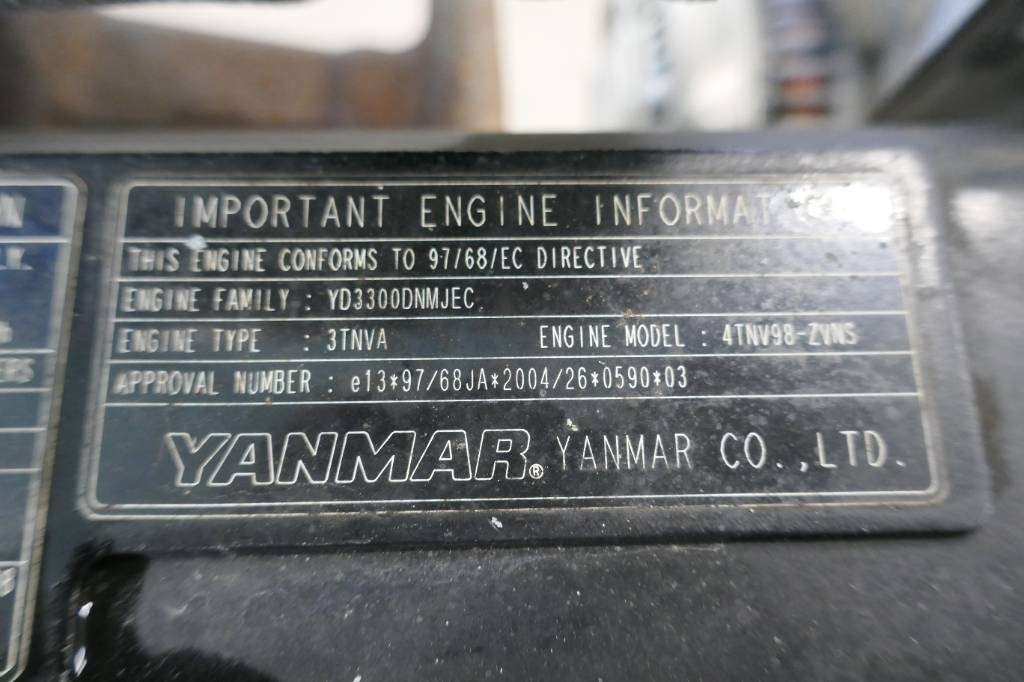 IMPORTANT ENGINE
THIS ENGINE CONFORMS TO 97/68/EC DIRECTIVE
ENGINE FAMILY : YD3300DNMJEC
ENGINE TYPE : 3TNVA ENGINE MODEL : 4TNV98-ZVNS
APPROVAL NUMBER : e13*97/68JA*2004/26*0590*03
YANMAR® YANMAR CO.,LTD.